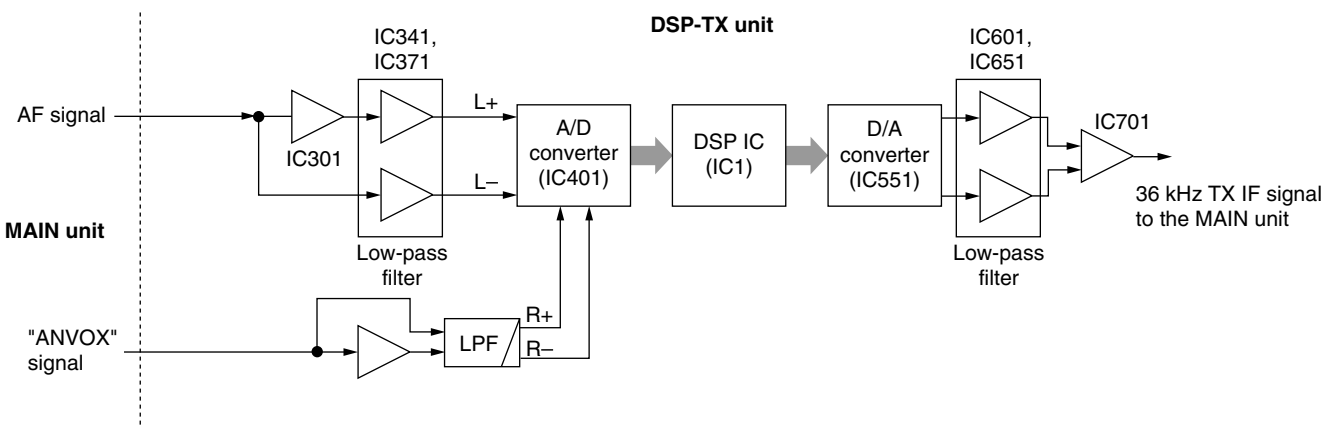 DSP-TX unit
IC341,
IC371
IC601,
IC651
AF signal
IC301
L+
L–
A/D
converter
(IC401)
DSP IC
(IC1)
D/A
converter
(IC551)
IC701
36 kHz TX IF signal
to the MAIN unit
MAIN unit
Low-pass
filter
Low-pass
filter
"ANVOX"
signal
LPF
R+
R–